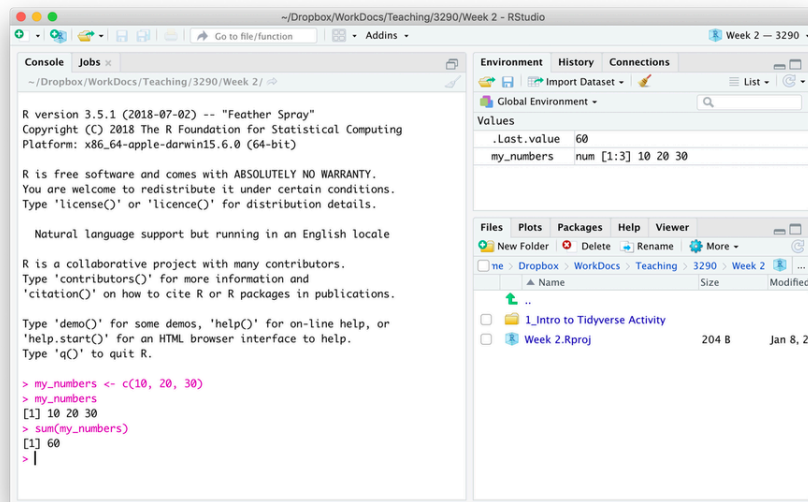 ~/Dropbox/WorkDocs/Teaching/3290/Week 2 - RStudio
Go to file/function Addins Week 2 — 3290
Console Jobs
~/Dropbox/WorkDocs/Teaching/3290/Week 2/
R version 3.5.1 (2018-07-02) -- "Feather Spray"
Copyright (C) 2018 The R Foundation for Statistical Computing
Platform: x86_64-apple-darwin15.6.0 (64-bit)
R is free software and comes with ABSOLUTELY NO WARRANTY.
You are welcome to redistribute it under certain conditions.
Type 'license()' or 'licence()' for distribution details.
Natural language support but running in an English locale
R is a collaborative project with many contributors.
Type 'contributors()' for more information and
'citation()' on how to cite R or R packages in publications.
Type 'demo()' for some demos, 'help()' for on-line help, or
'help.start()' for an HTML browser interface to help.
Type 'q()' to quit R.
> my_numbers <- c(10, 20, 30)
> my_numbers
[1] 10 20 30
> sum(my_numbers)
[1] 60
>
Environment History Connections
Import Dataset List
Global Environment
Values
.Last.value 60
my_numbers num [1:3] 10 20 30
Files Plots Packages Help Viewer
New Folder Delete Rename More
me > Dropbox > WorkDocs > Teaching > 3290 > Week 2 ...
Name Size Modified
..
1_Intro to Tidyverse Activity
Week 2.Rproj 204 B Jan 8, 2